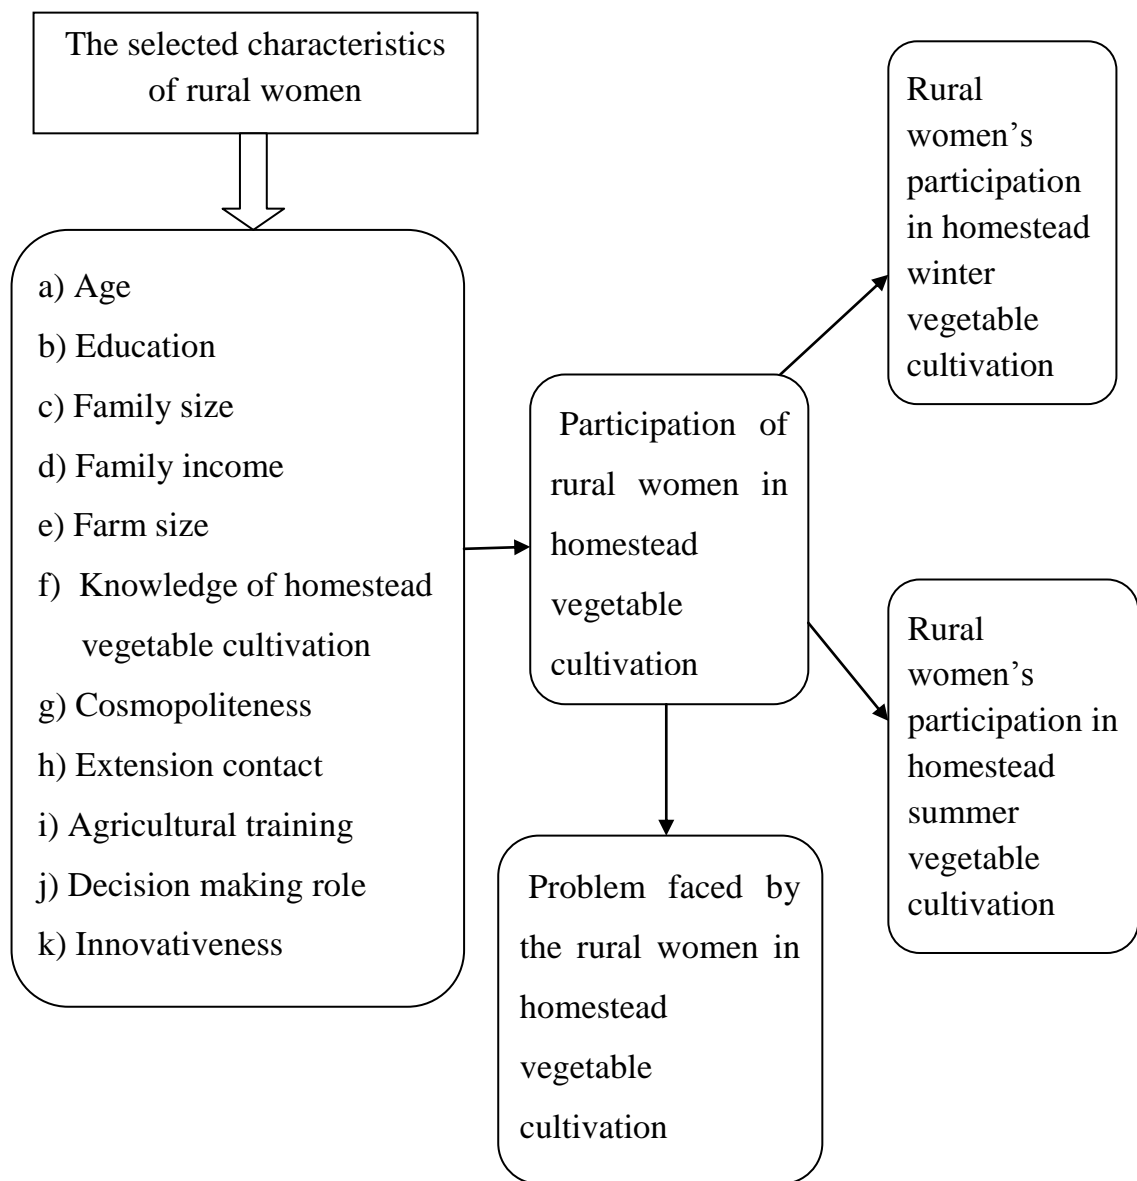 The selected characteristics
of rural women
a) Age
b) Education
c) Family size
d) Family income
e) Farm size
f) Knowledge of homestead
vegetable cultivation
g) Cosmopoliteness
h) Extension contact
i) Agricultural training
j) Decision making role
k) Innovativeness
Participation of
rural women in
homestead
vegetable
cultivation
Rural
women’s
participation
in homestead
winter
vegetable
cultivation
Rural
women’s
participation in
homestead
summer
vegetable
cultivation
Problem faced by
the rural women in
homestead
vegetable
cultivation